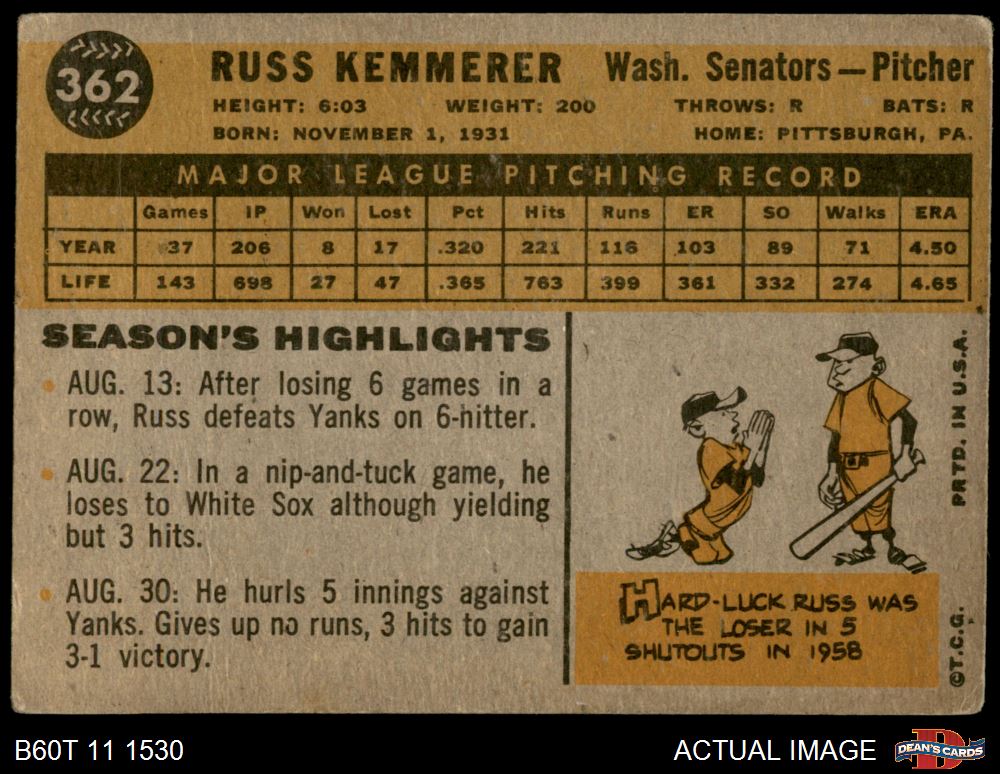 362
RUSS KEMMERER Wash. Senators—Pitcher
HEIGHT: 6:03 WEIGHT: 200 THROWS: R BATS: R
BORN: NOVEMBER 1, 1931 HOME: PITTSBURGH, PA.
MAJOR LEAGUE PITCHING RECORD
Games IP Won Lost Pct Hits Runs ER SO Walks ERA
YEAR 37 206 8 17 .320 221 116 103 89 71 4.50
LIFE 143 698 27 47 .365 763 399 361 332 274 4.65
SEASON'S HIGHLIGHTS
AUG. 13: After losing 6 games in a
row, Russ defeats Yanks on 6-hitter.
AUG. 22: In a nip-and-tuck game, he
loses to White Sox although yielding
but 3 hits.
AUG. 30: He hurls 5 innings against
Yanks. Gives up no runs, 3 hits to gain
3-1 victory.
HARD-LUCK RUSS WAS
THE LOSER IN 5
SHUTOUTS IN 1958
©T.C.G. PRTD. IN U.S.A.
B60T 11 1530 ACTUAL IMAGE
DEAN'S CARDS